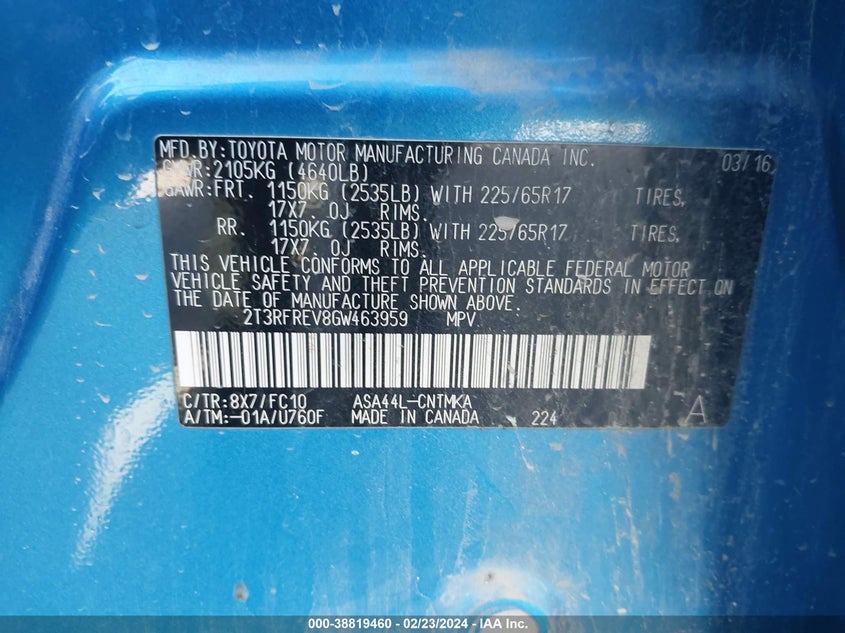 MFD.BY:TOYOTA MOTOR MANUFACTURING CANADA INC. 03/16
GVWR:2105KG (4640LB)
GAWR:FRT. 1150KG (2535LB) WITH 225/65R17 TIRES,
17X7. 0J RIMS.
RR. 1150KG (2535LB) WITH 225/65R17 TIRES,
17X7. 0J RIMS.
THIS VEHICLE CONFORMS TO ALL APPLICABLE FEDERAL MOTOR
VEHICLE SAFETY AND THEFT PREVENTION STANDARDS IN EFFECT ON
THE DATE OF MANUFACTURE SHOWN ABOVE.
2T3RFREV8GW463959 MPV
C/TR:8X7/FC10 ASA44L-CNTMKA
A/TM:-01A/U760F MADE IN CANADA 224 A
000-38819460 - 02/23/2024 - IAA Inc.